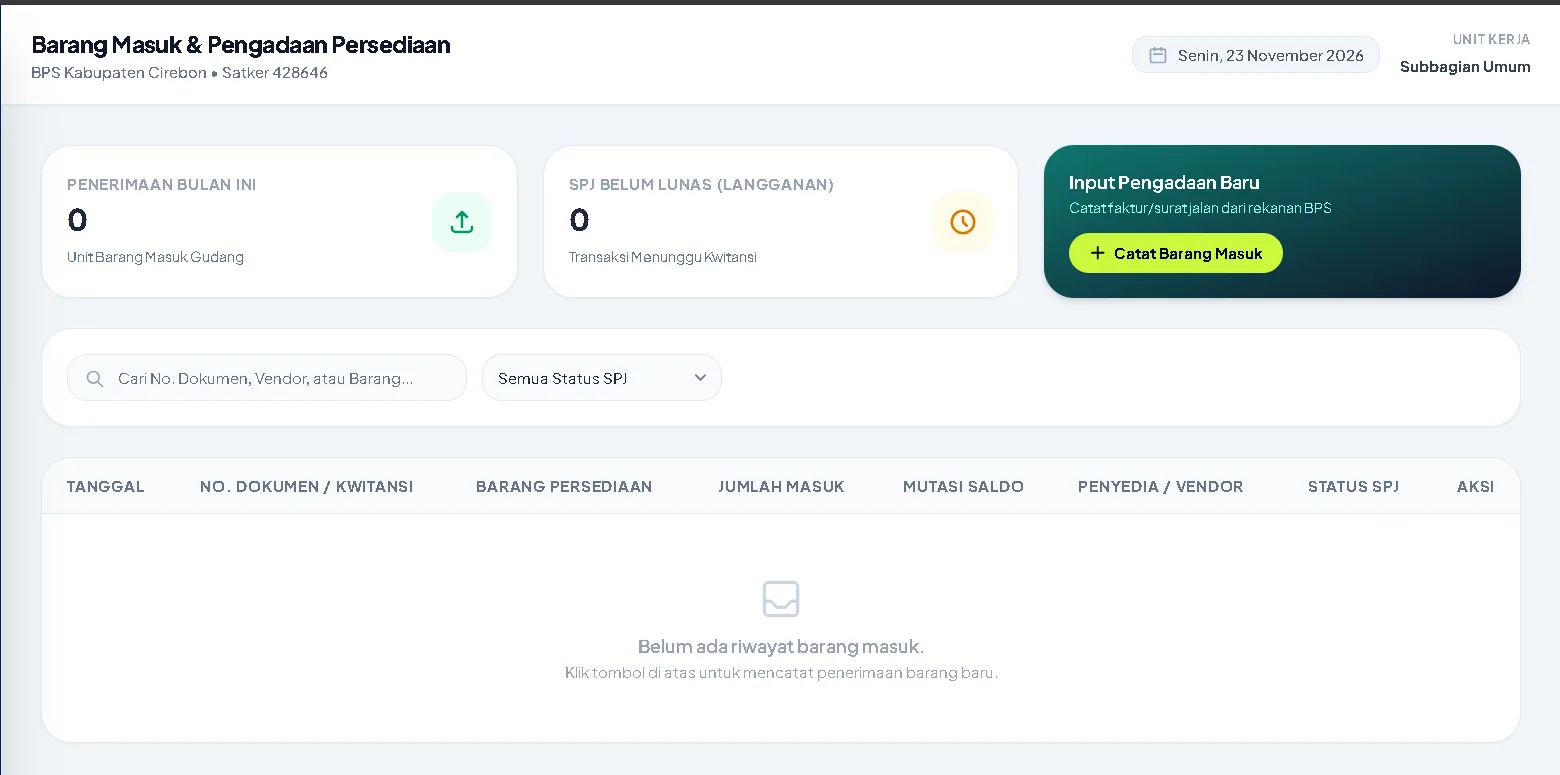 Barang Masuk & Pengadaan Persediaan
BPS Kabupaten Cirebon • Satker 428646
Senin, 23 November 2026
UNIT KERJA
Subbagian Umum
PENERIMAAN BULAN INI
0
Unit Barang Masuk Gudang
SPJ BELUM LUNAS (LANGGANAN)
0
Transaksi Menunggu Kwitansi
Input Pengadaan Baru
Catat faktur/surat jalan dari rekanan BPS
+ Catat Barang Masuk
Cari No. Dokumen, Vendor, atau Barang...
Semua Status SPJ
TANGGAL NO. DOKUMEN / KWITANSI BARANG PERSEDIAAN JUMLAH MASUK MUTASI SALDO PENYEDIA / VENDOR STATUS SPJ AKSI
Belum ada riwayat barang masuk.
Klik tombol di atas untuk mencatat penerimaan barang baru.